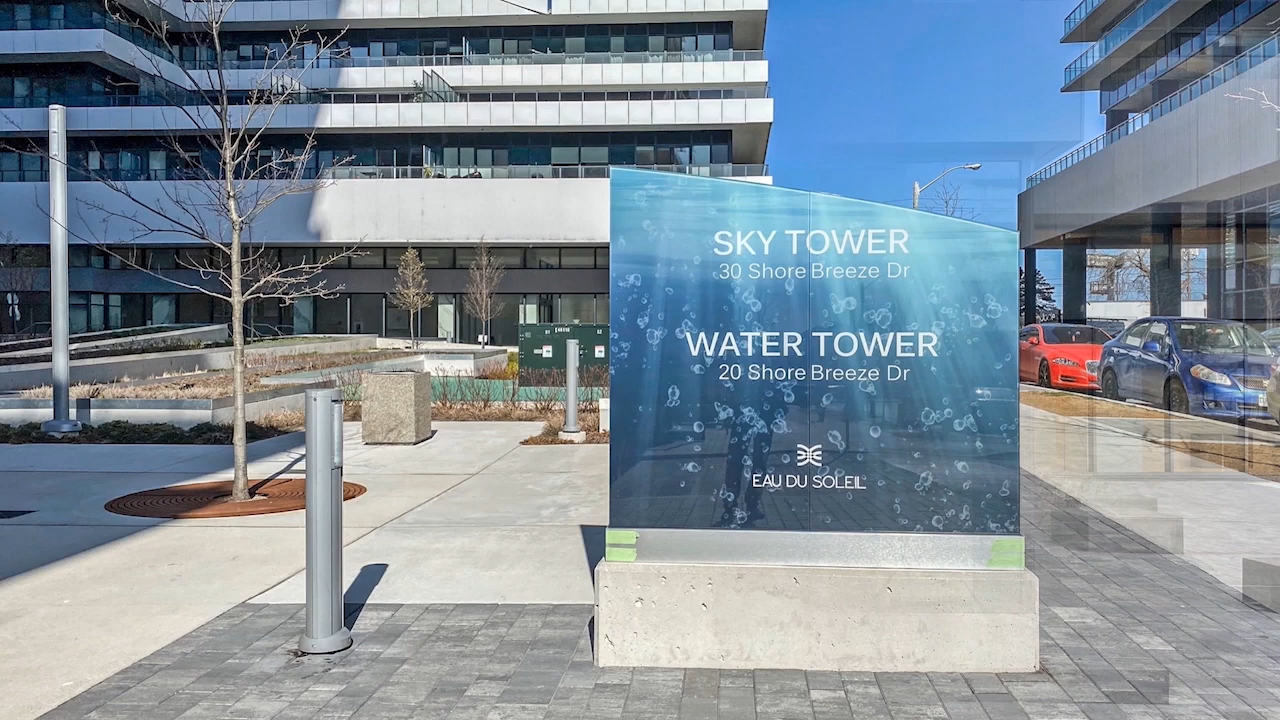 SKY TOWER
30 Shore Breeze Dr
WATER TOWER
20 Shore Breeze Dr
EAU DU SOLEIL